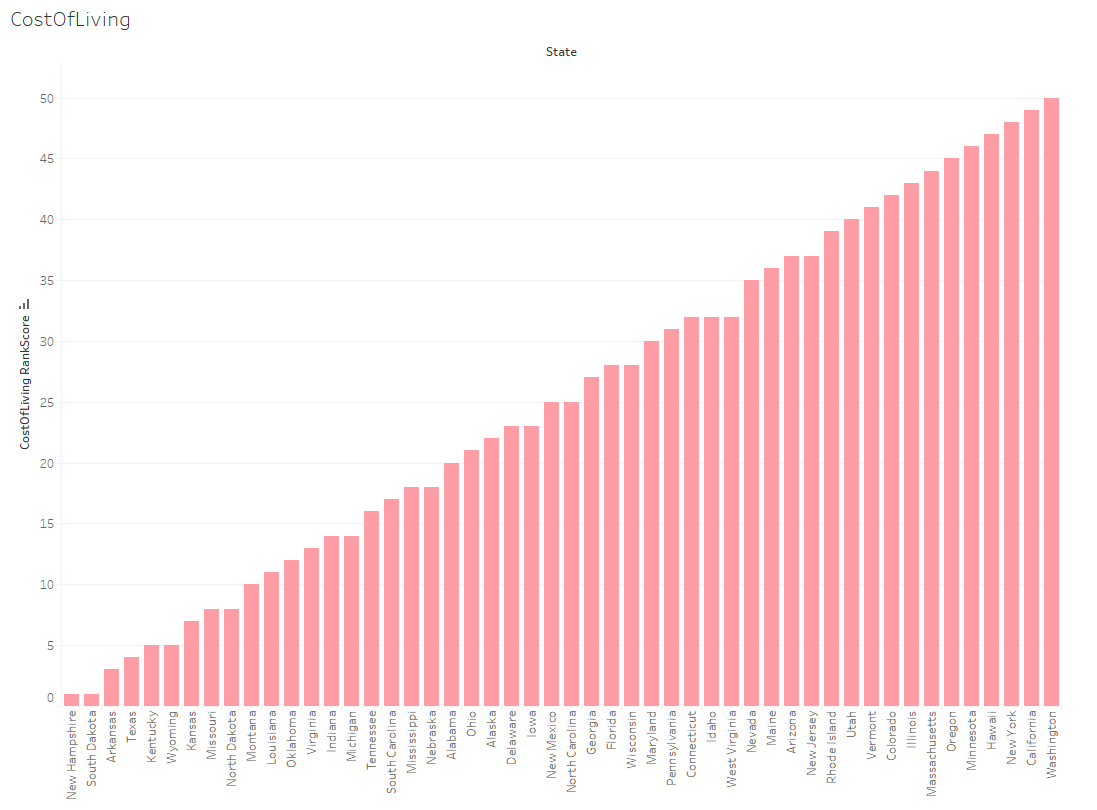 CostOfLiving
State
CostOfLiving RankScore
50
45
40
35
30
25
20
15
10
5
0
New Hampshire
South Dakota
Arkansas
Texas
Kentucky
Wyoming
Kansas
Missouri
North Dakota
Montana
Louisiana
Oklahoma
Virginia
Indiana
Michigan
Tennessee
South Carolina
Mississippi
Nebraska
Alabama
Ohio
Alaska
Delaware
Iowa
New Mexico
North Carolina
Georgia
Florida
Wisconsin
Maryland
Pennsylvania
Connecticut
Idaho
West Virginia
Nevada
Maine
Arizona
New Jersey
Rhode Island
Utah
Vermont
Colorado
Illinois
Massachusetts
Oregon
Minnesota
Hawaii
New York
California
Washington